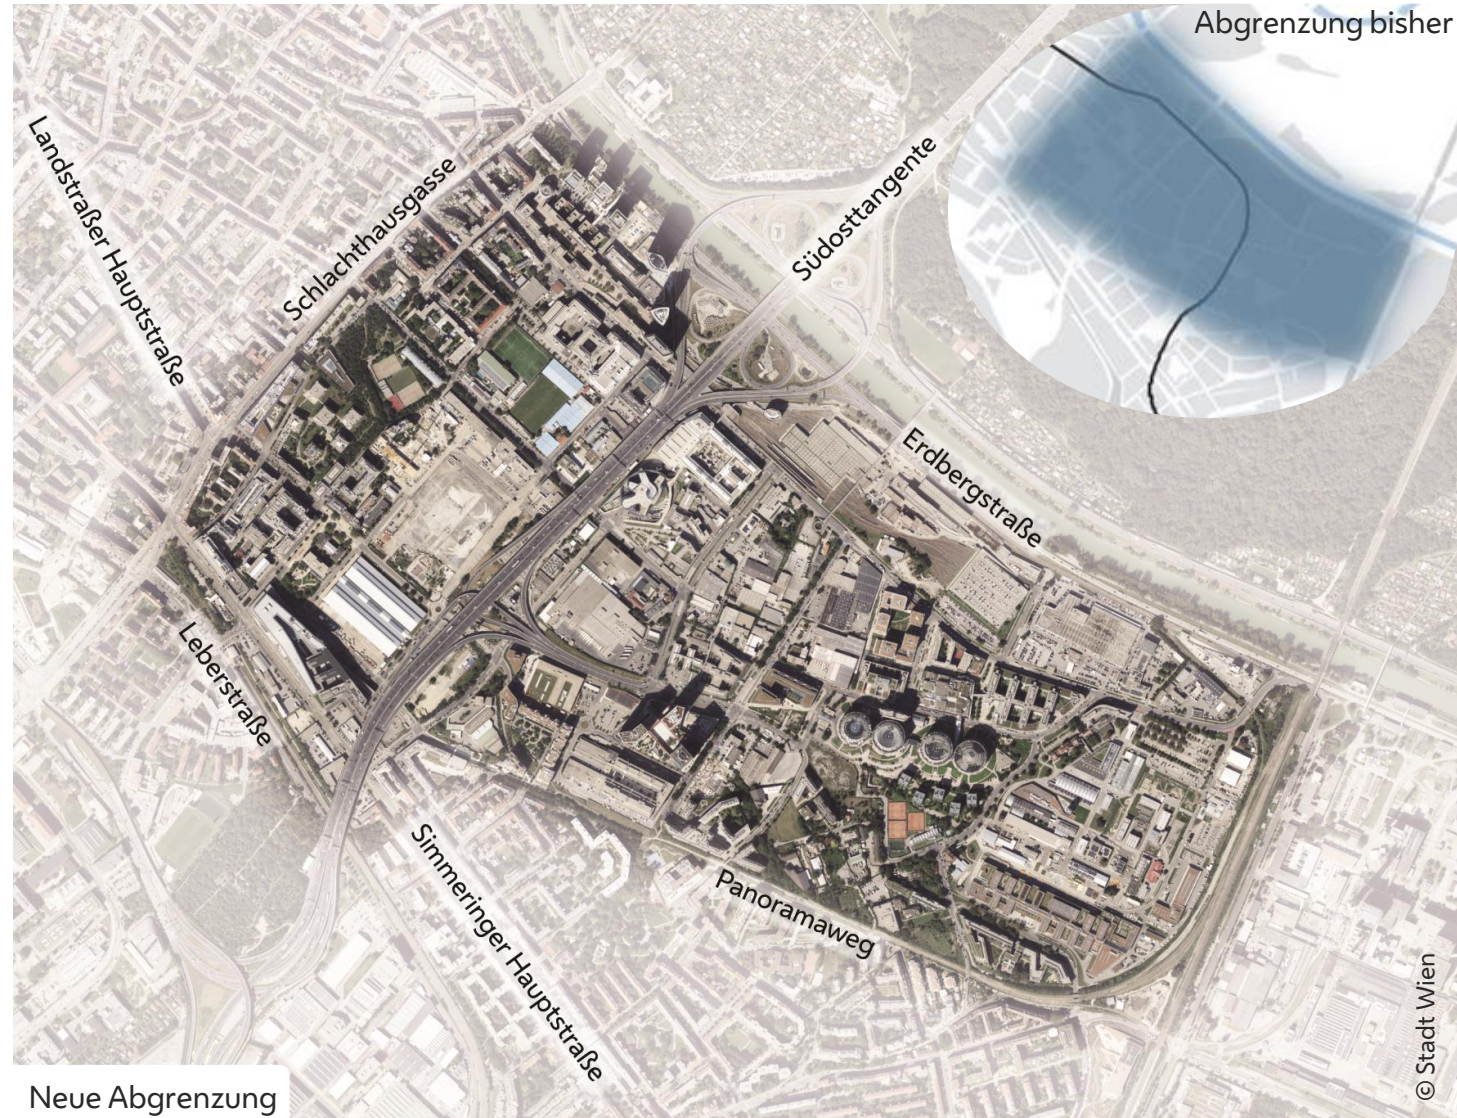 Abgrenzung bisher
Landstraßer Hauptstraße
Schlachthausgasse
Südosttangente
Erdbergstraße
Leberstraße
Simmeringer Hauptstraße
Panoramaweg
© Stadt Wien
Neue Abgrenzung